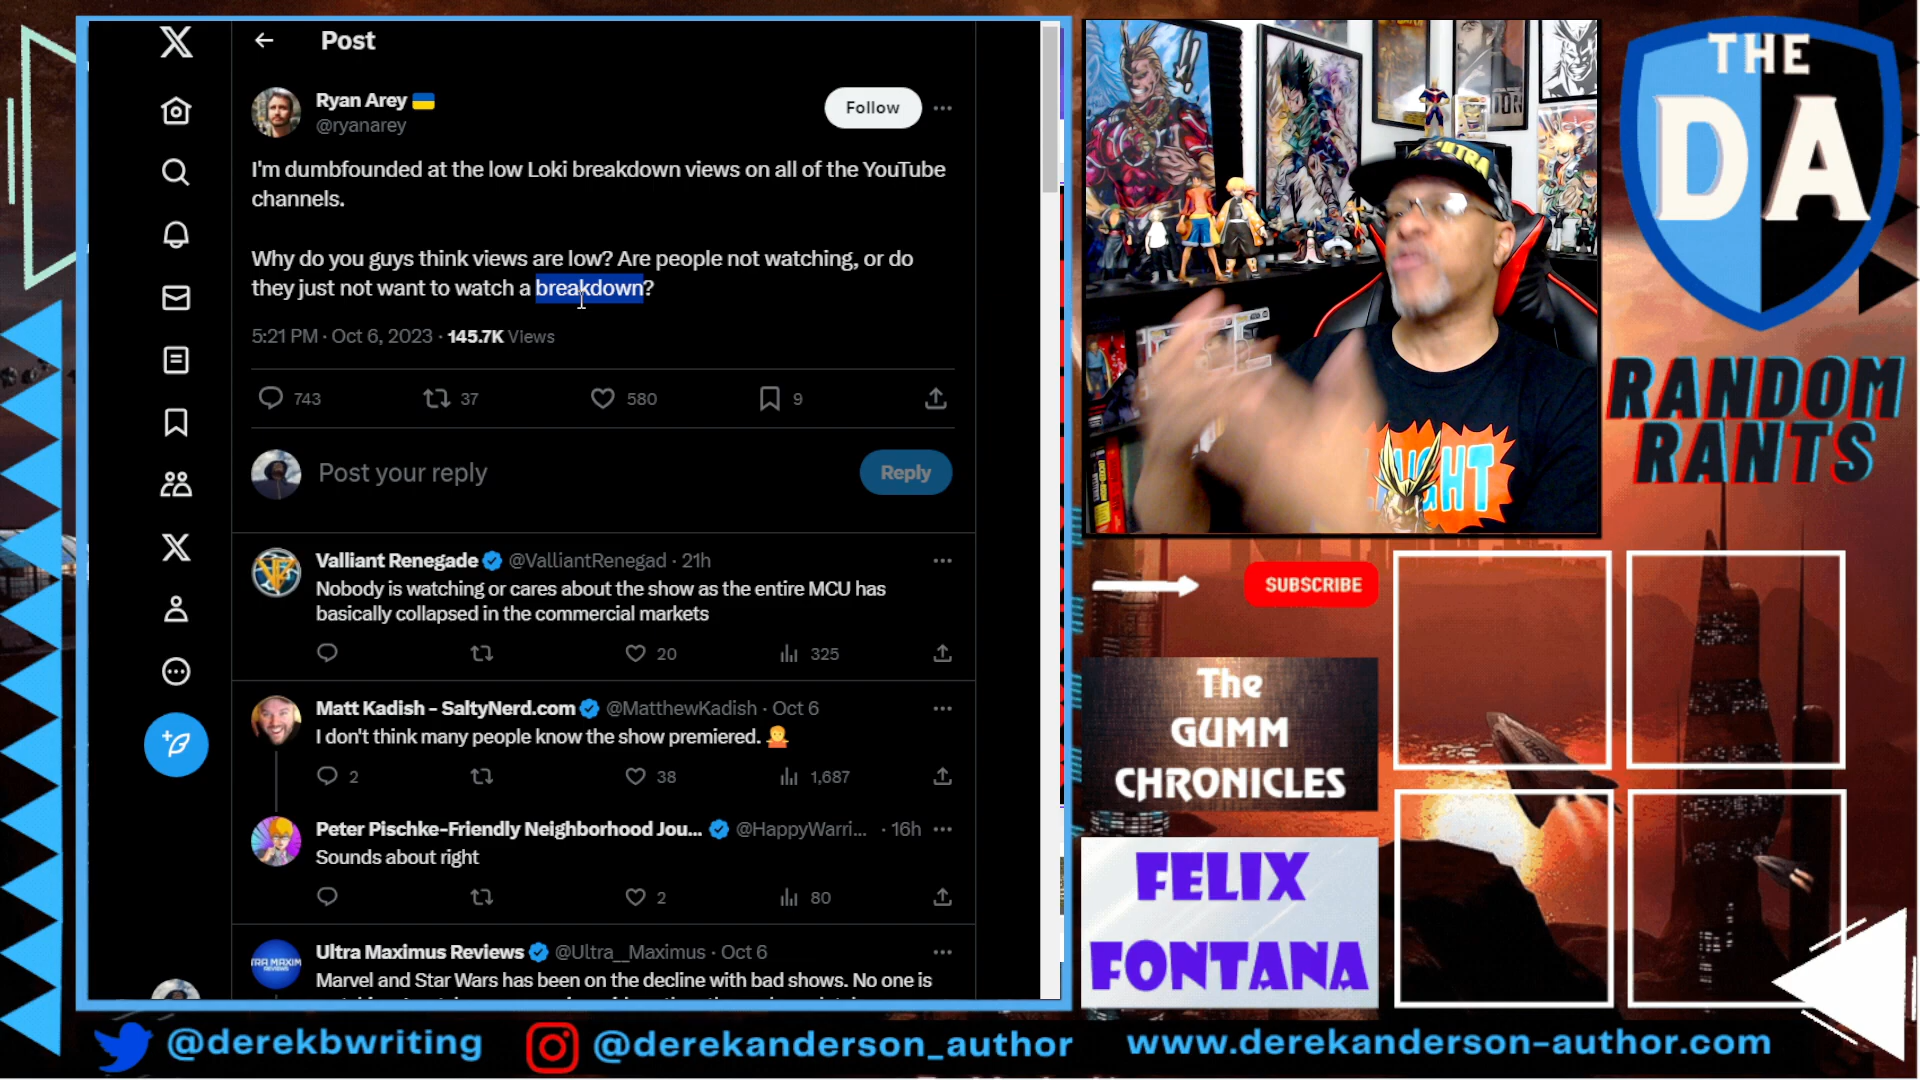 Post
Ryan Arey
@ryanarey
Follow
I'm dumbfounded at the low Loki breakdown views on all of the YouTube
channels.
Why do you guys think views are low? Are people not watching, or do
they just not want to watch a breakdown?
5:21 PM · Oct 6, 2023 · 145.7K Views
743 37 580 9
Post your reply
Reply
Valliant Renegade @ValliantRenegad · 21h
Nobody is watching or cares about the show as the entire MCU has
basically collapsed in the commercial markets
20 325
Matt Kadish - SaltyNerd.com @MatthewKadish · Oct 6
I don't think many people know the show premiered.
2 38 1,687
Peter Pischke-Friendly Neighborhood Jou... @HappyWarri... · 16h
Sounds about right
2 80
Ultra Maximus Reviews @Ultra__Maximus · Oct 6
Marvel and Star Wars has been on the decline with bad shows. No one is
THE
DA
RANDOM
RANTS
SUBSCRIBE
The
GUMM
CHRONICLES
FELIX
FONTANA
@derekbwriting
@derekanderson_author
www.derekanderson-author.com